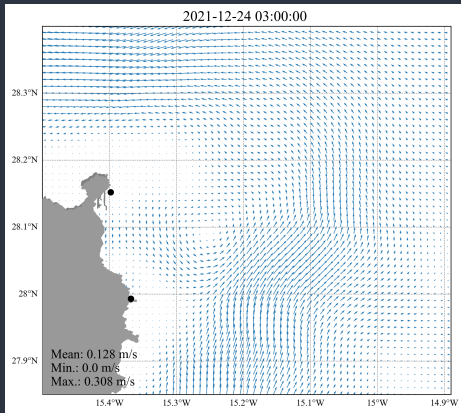 2021-12-24 03:00:00
28.3°N
28.2°N
28.1°N
28°N
27.9°N
Mean: 0.128 m/s
Min.: 0.0 m/s
Max.: 0.308 m/s
15.4°W 15.3°W 15.2°W 15.1°W 15°W 14.9°W